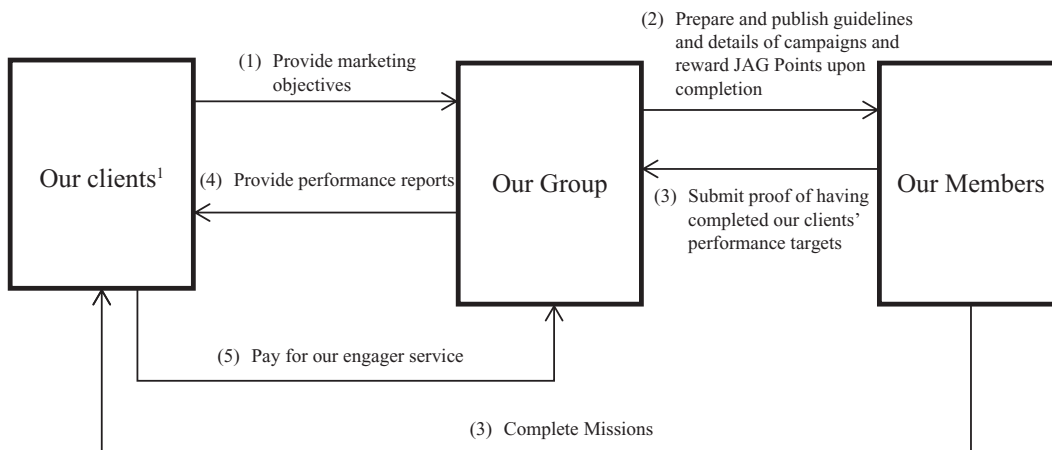 (2) Prepare and publish guidelines
and details of campaigns and
reward JAG Points upon
completion
(1) Provide marketing
objectives
Our clients¹
(4) Provide performance reports
Our Group
(3) Submit proof of having
completed our clients’
performance targets
Our Members
(5) Pay for our engager service
(3) Complete Missions